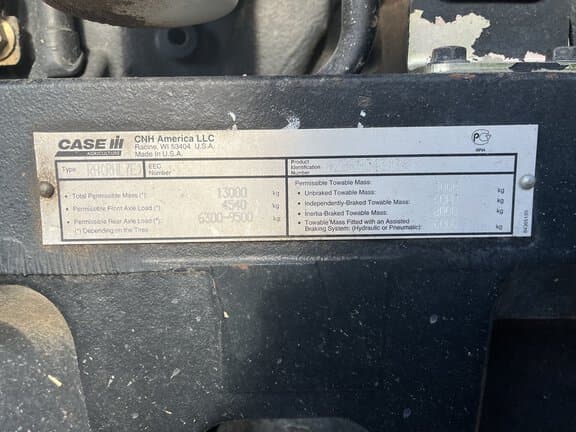 CASE IH
AGRICULTURE
CNH America LLC
Racine, WI 53404 U.S.A.
Made in U.S.A.
Type
EEC
Number
Product
Identification
Number
• Total Permissible Mass (*): 13080 kg
• Permissible Front Axle Load (*): 4540 kg
• Permissible Rear Axle Load (*): 6300-9500 kg
(*) Depending on the Tires
Permissible Towable Mass:
• Unbraked Towable Mass: kg
• Independently-Braked Towable Mass: kg
• Inertia-Braked Towable Mass: kg
• Towable Mass Fitted with an Assisted
Braking System: (Hydraulic or Pneumatic) kg